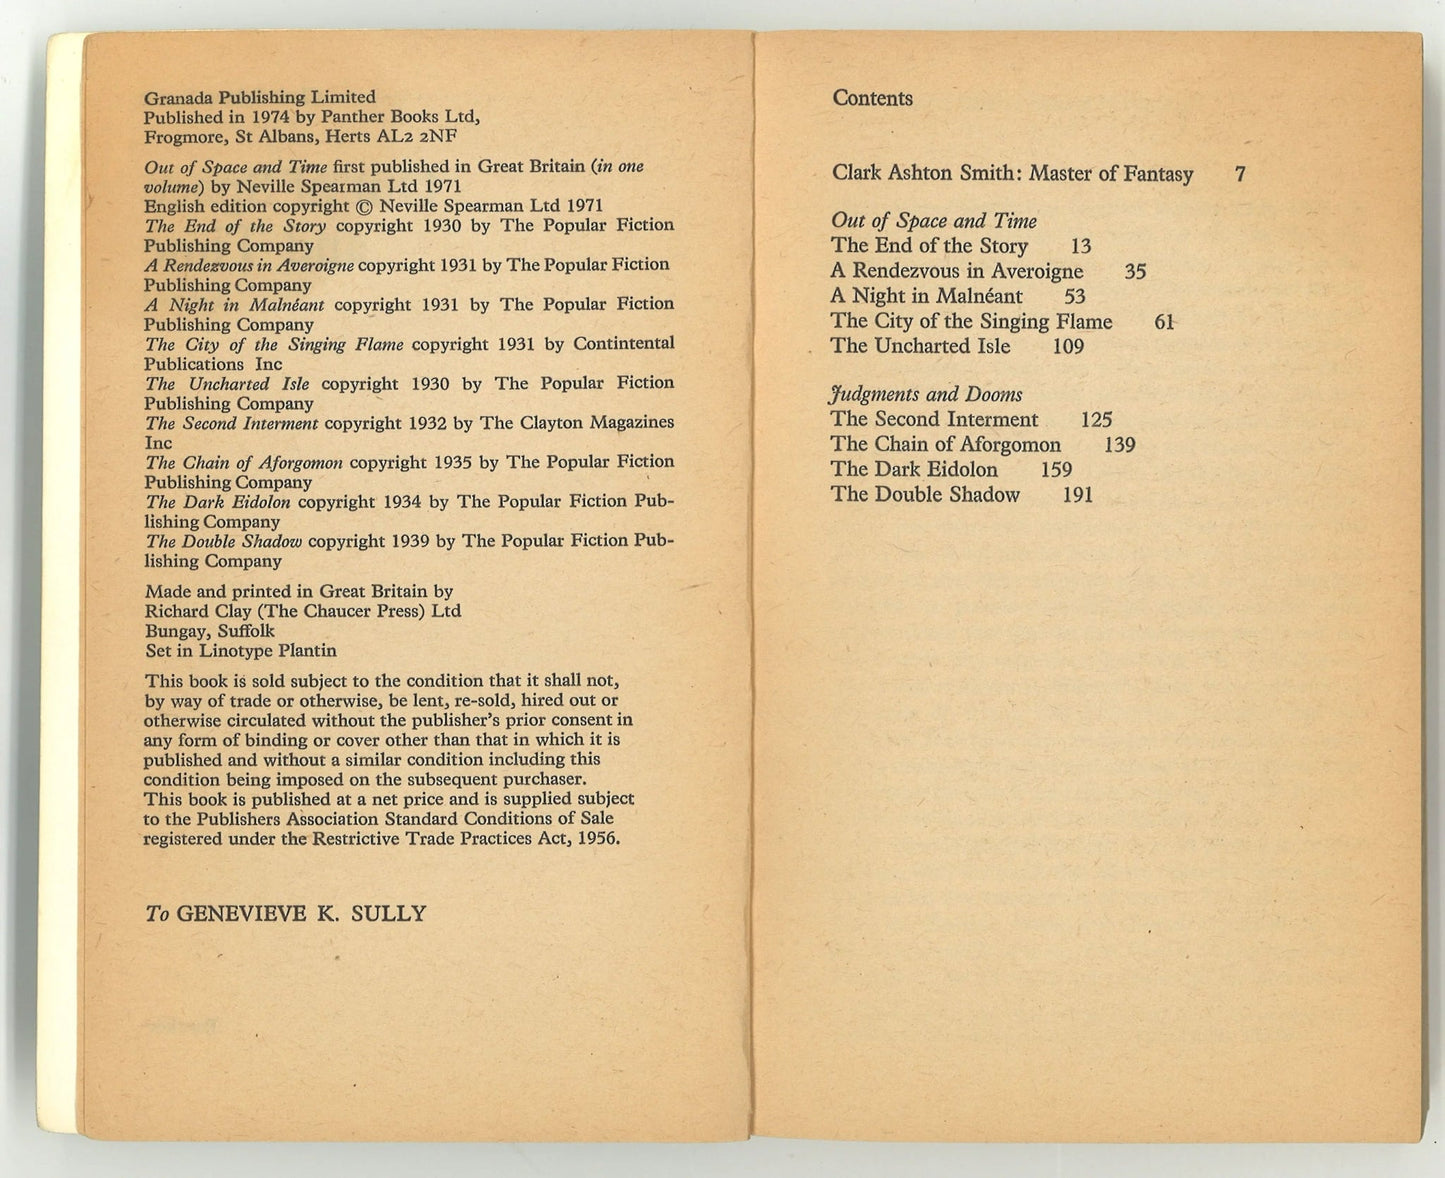 Granada Publishing Limited
Published in 1974 by Panther Books Ltd,
Frogmore, St Albans, Herts AL2 2NF
Out of Space and Time first published in Great Britain (in one
volume) by Neville Spearman Ltd 1971
English edition copyright © Neville Spearman Ltd 1971
The End of the Story copyright 1930 by The Popular Fiction
Publishing Company
A Rendezvous in Averoigne copyright 1931 by The Popular Fiction
Publishing Company
A Night in Malnéant copyright 1931 by The Popular Fiction
Publishing Company
The City of the Singing Flame copyright 1931 by Contintental
Publications Inc
The Uncharted Isle copyright 1930 by The Popular Fiction
Publishing Company
The Second Interment copyright 1932 by The Clayton Magazines
Inc
The Chain of Aforgomon copyright 1935 by The Popular Fiction
Publishing Company
The Dark Eidolon copyright 1934 by The Popular Fiction Pub-
lishing Company
The Double Shadow copyright 1939 by The Popular Fiction Pub-
lishing Company
Made and printed in Great Britain by
Richard Clay (The Chaucer Press) Ltd
Bungay, Suffolk
Set in Linotype Plantin
This book is sold subject to the condition that it shall not,
by way of trade or otherwise, be lent, re-sold, hired out or
otherwise circulated without the publisher's prior consent in
any form of binding or cover other than that in which it is
published and without a similar condition including this
condition being imposed on the subsequent purchaser.
This book is published at a net price and is supplied subject
to the Publishers Association Standard Conditions of Sale
registered under the Restrictive Trade Practices Act, 1956.
To GENEVIEVE K. SULLY
Contents
Clark Ashton Smith: Master of Fantasy 7
Out of Space and Time
The End of the Story 13
A Rendezvous in Averoigne 35
A Night in Malnéant 53
The City of the Singing Flame 61
The Uncharted Isle 109
Judgments and Dooms
The Second Interment 125
The Chain of Aforgomon 139
The Dark Eidolon 159
The Double Shadow 191